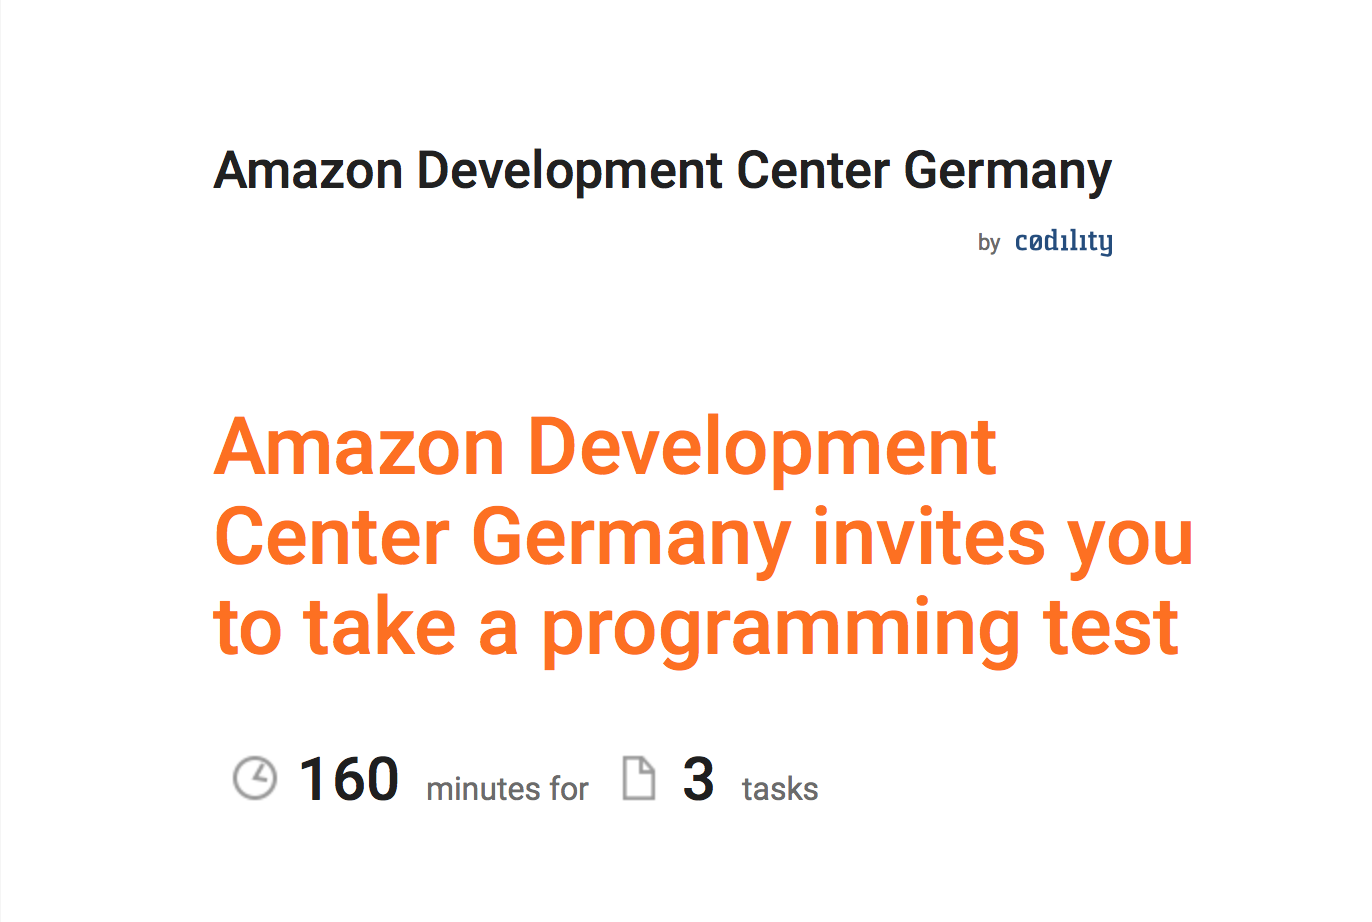 Amazon Development Center Germany
by cødility
Amazon Development
Center Germany invites you
to take a programming test
160 minutes for 3 tasks